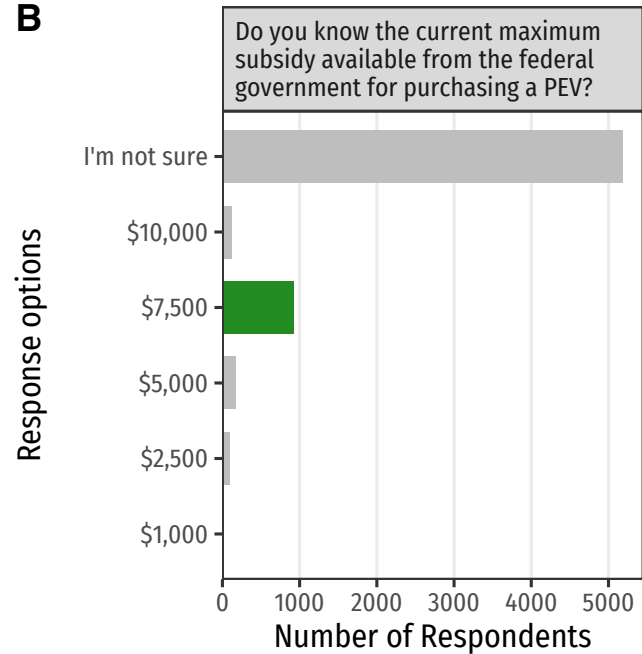 B
Do you know the current maximum
subsidy available from the federal
government for purchasing a PEV?
I'm not sure
$10,000
$7,500
$5,000
$2,500
$1,000
Response options
0 1000 2000 3000 4000 5000
Number of Respondents